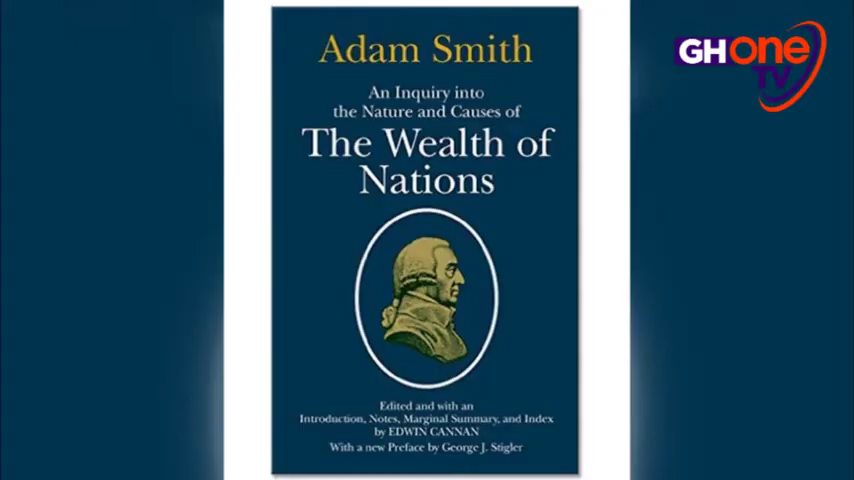 Adam Smith
An Inquiry into
the Nature and Causes of
The Wealth of
Nations
Edited and with an
Introduction, Notes, Marginal Summary, and Index
by EDWIN CANNAN
With a new Preface by George J. Stigler
GHONE
TV